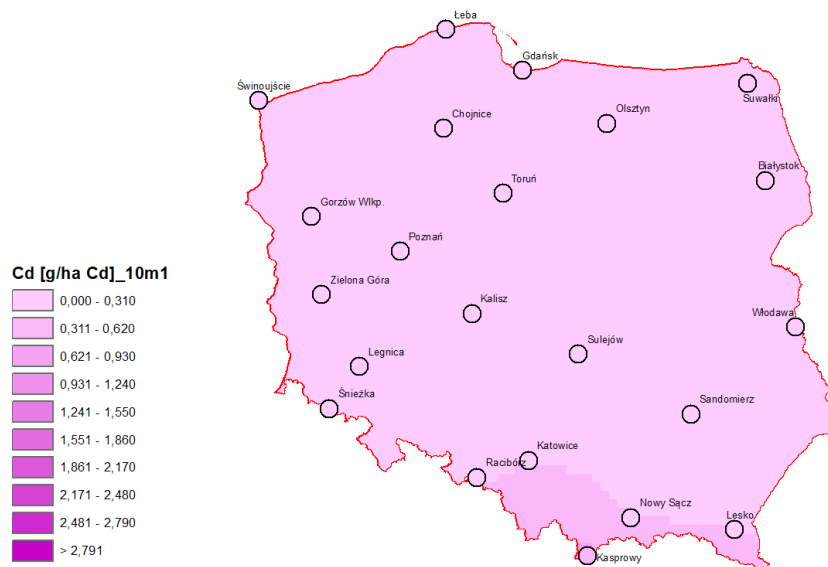 Łeba
Gdańsk
Świnoujście
Suwałki
Chojnice
Olsztyn
Białystok
Toruń
Gorzów Wlkp.
Poznań
Cd [g/ha Cd]_10m1
0,000 - 0,310
0,311 - 0,620
0,621 - 0,930
0,931 - 1,240
1,241 - 1,550
1,551 - 1,860
1,861 - 2,170
2,171 - 2,480
2,481 - 2,790
> 2,791
Zielona Góra
Kalisz
Włodawa
Sulejów
Legnica
Śnieżka
Sandomierz
Katowice
Racibórz
Nowy Sącz
Lesko
Kasprowy